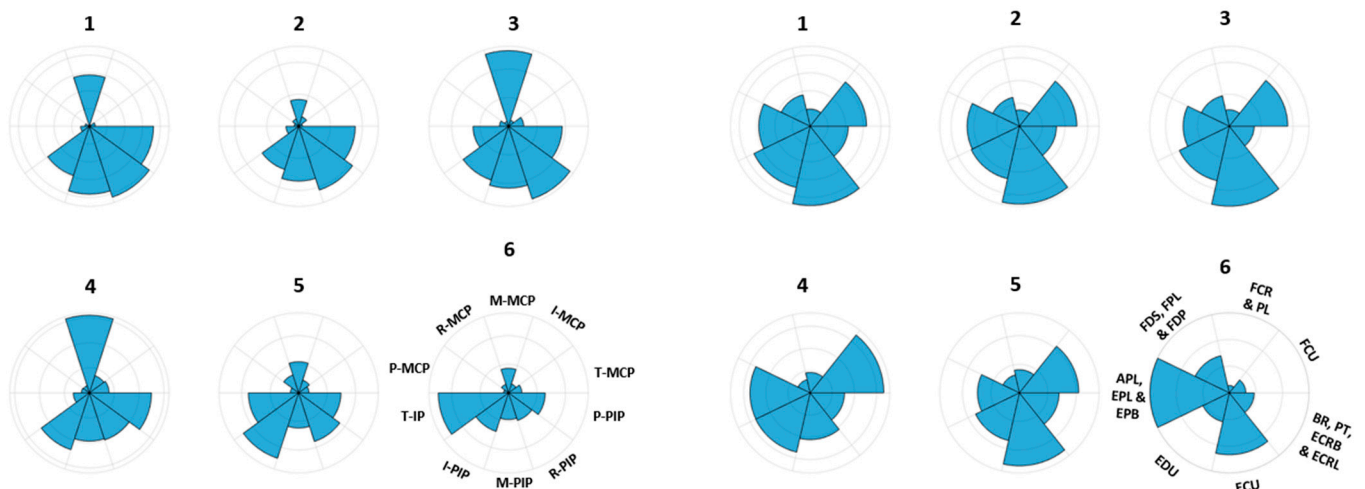 1
2
3
4
5
6
M-MCP
R-MCP
I-MCP
P-MCP
T-MCP
T-IP
P-PIP
I-PIP
R-PIP
M-PIP
1
2
3
4
5
6
FCR
& PL
FDS, FPL
& FDP
FCU
APL,
EPL &
EPB
BR, PT,
ECRB
& ECRL
EDU